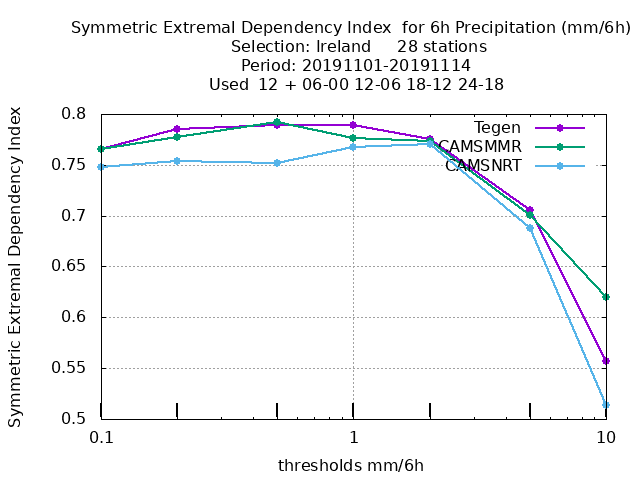 Symmetric Extremal Dependency Index  for 6h Precipitation (mm/6h)
Selection: Ireland     28 stations
Period: 20191101-20191114
Used  12 + 06-00 12-06 18-12 24-18
Symmetric Extremal Dependency Index
0.8
0.75
0.7
0.65
0.6
0.55
0.5
Tegen
CAMSMMR
CAMSNRT
0.1
1
10
thresholds mm/6h